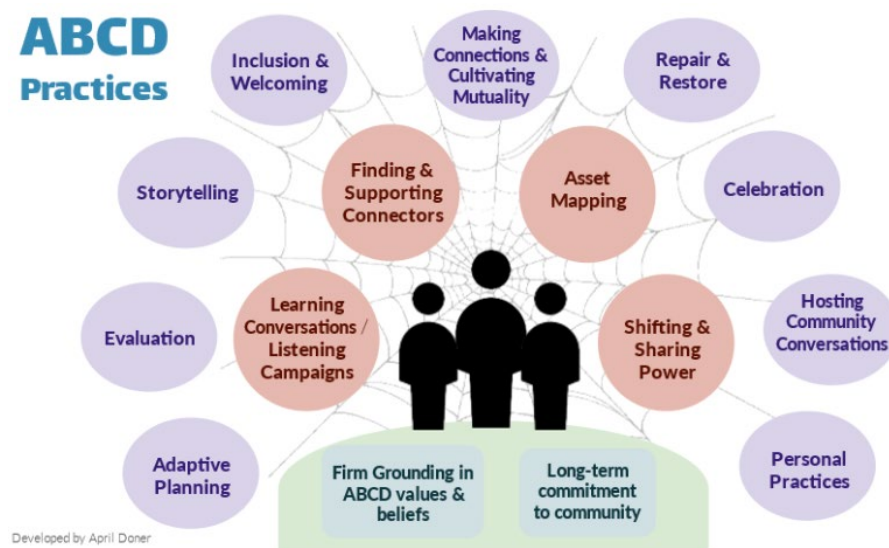 ABCD
Practices
Inclusion &
Welcoming
Making
Connections &
Cultivating
Mutuality
Repair &
Restore
Storytelling
Finding &
Supporting
Connectors
Asset
Mapping
Celebration
Evaluation
Learning
Conversations /
Listening
Campaigns
Shifting &
Sharing
Power
Hosting
Community
Conversations
Adaptive
Planning
Firm Grounding in
ABCD values &
beliefs
Long-term
commitment
to community
Personal
Practices
Developed by April Doner